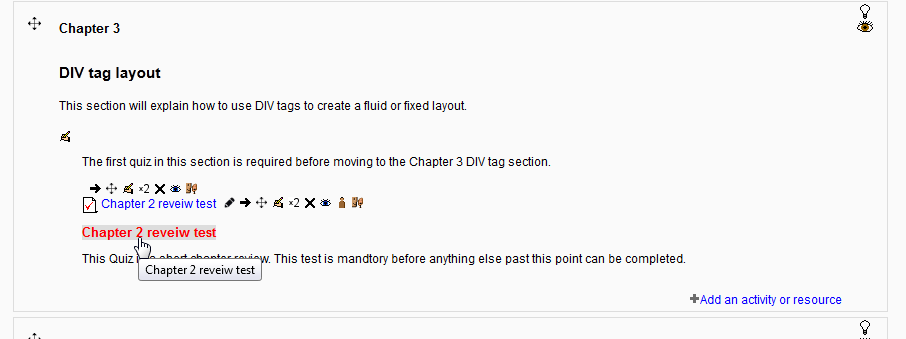 Chapter 3
DIV tag layout
This section will explain how to use DIV tags to create a fluid or fixed layout.
The first quiz in this section is required before moving to the Chapter 3 DIV tag section.
×2
Chapter 2 reveiw test ×2
Chapter 2 reveiw test
This Quiz is a short chapter review. This test is mandtory before anything else past this point can be completed.
Chapter 2 reveiw test
Add an activity or resource